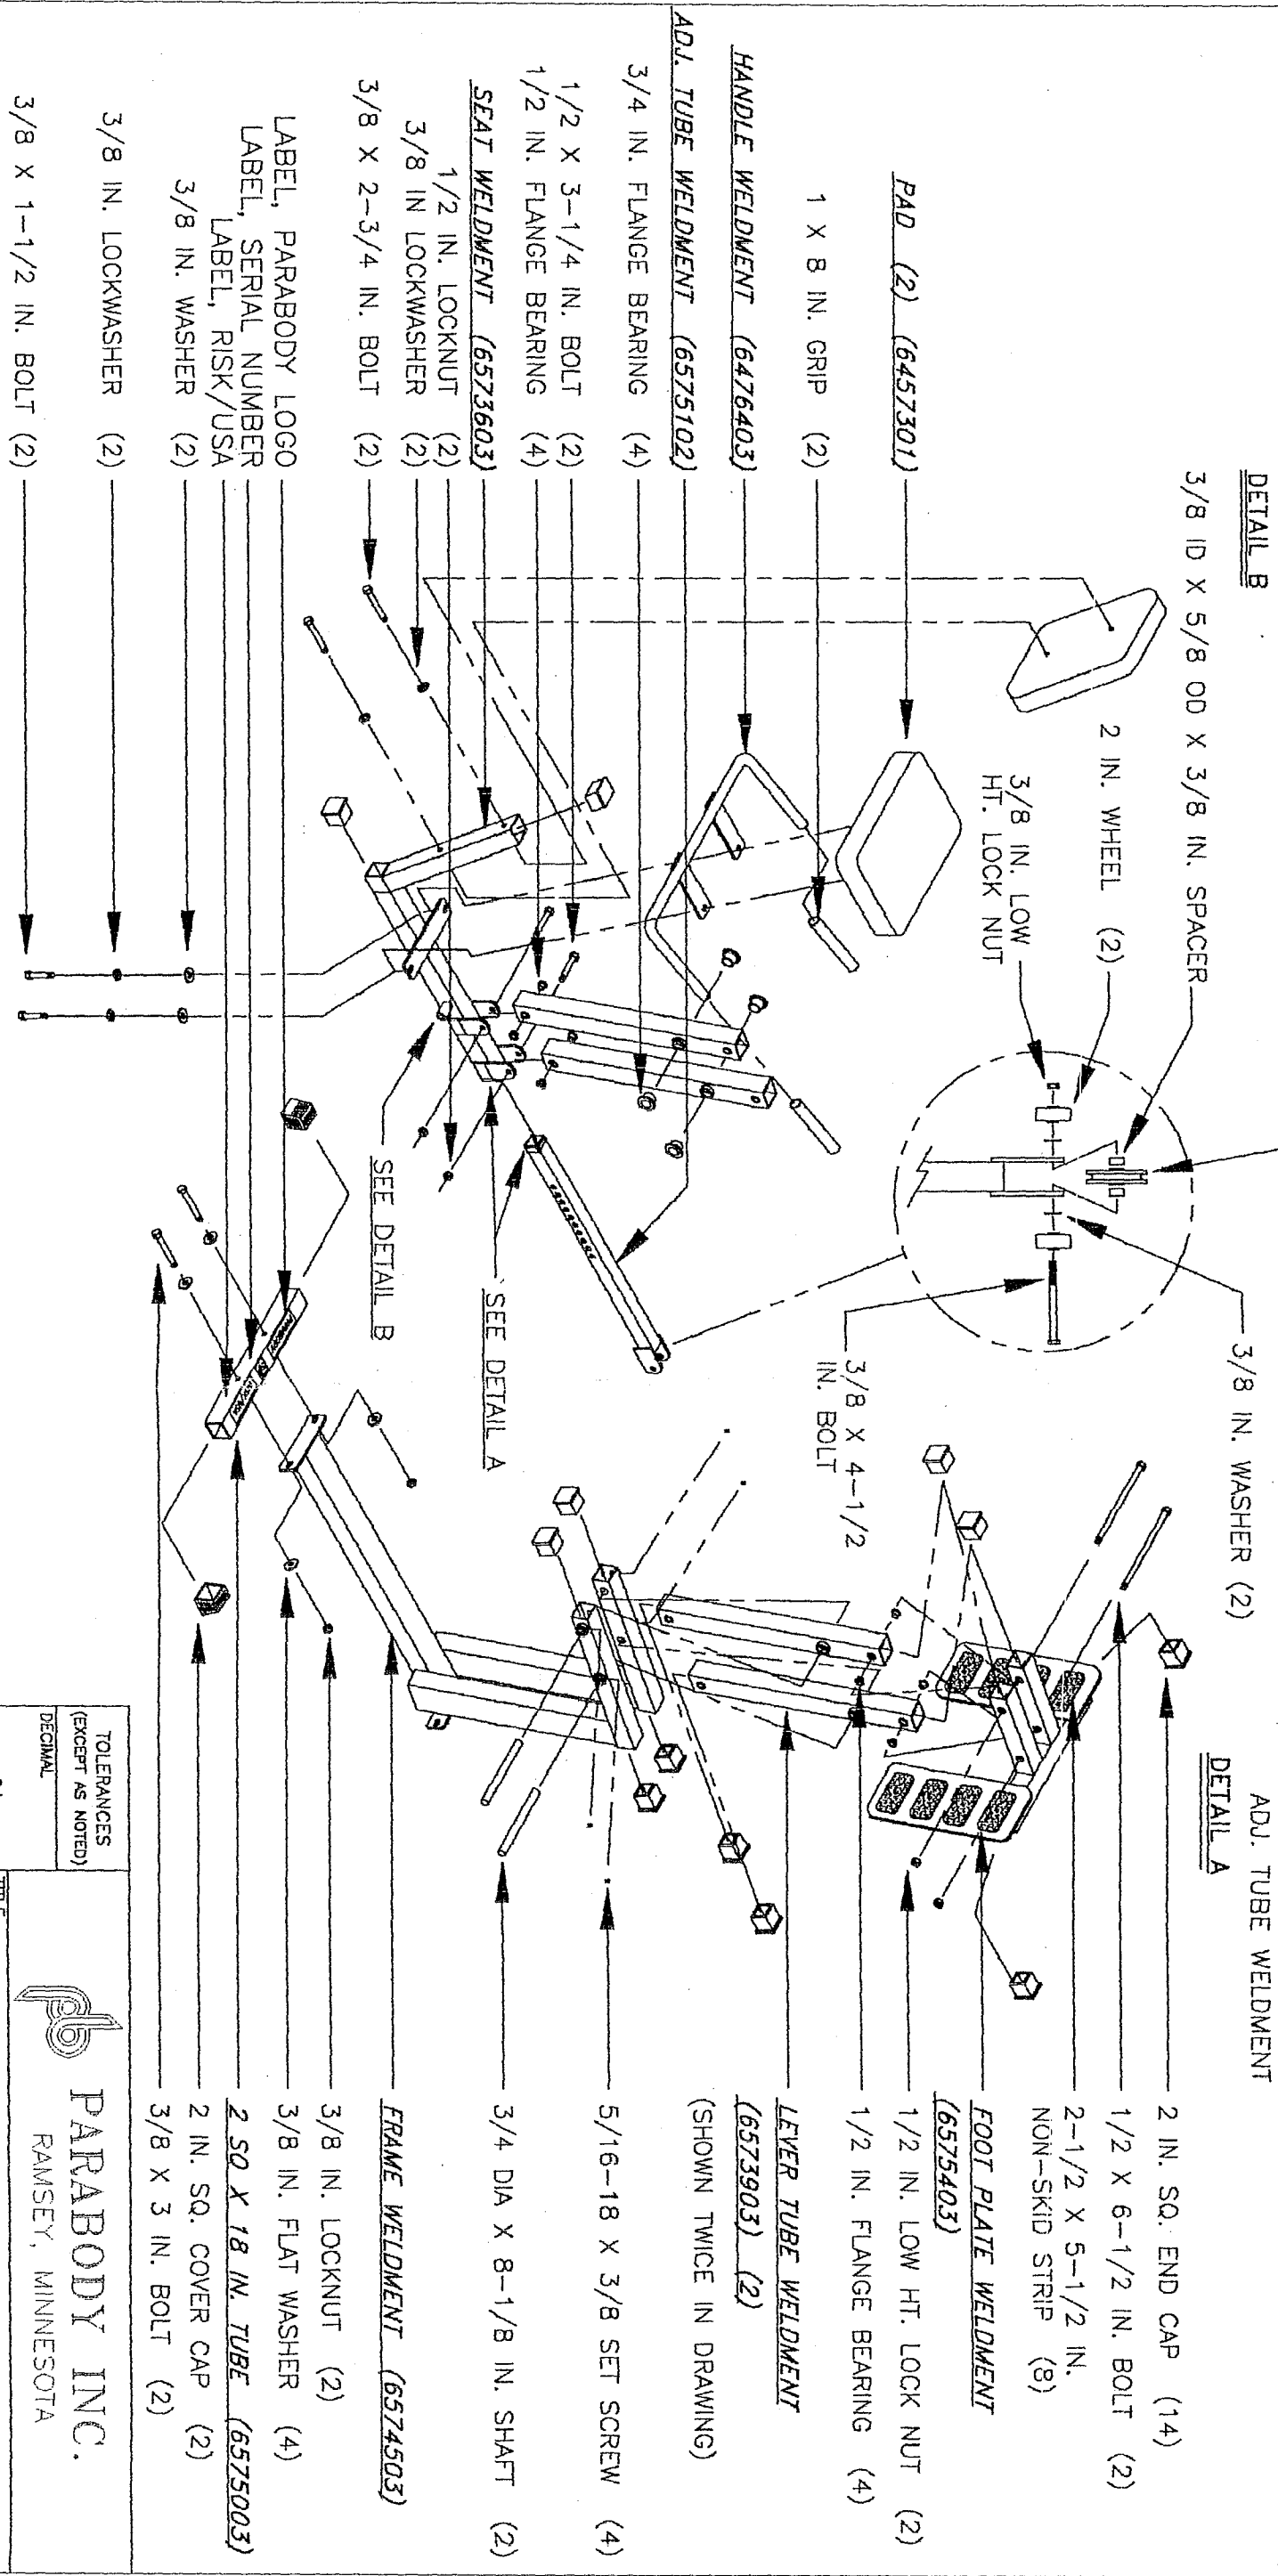 DETAIL B
3/8 ID X 5/8 OD X 3/8 IN. SPACER
2 IN. WHEEL (2)
3/8 IN. LOW
HT. LOCK NUT
3/8 IN. WASHER (2)
3/8 X 4-1/2
IN. BOLT
ADJ. TUBE WELDMENT
DETAIL A
PAD (2) (6457301)
1 X 8 IN. GRIP (2)
HANDLE WELDMENT (6476403)
ADJ. TUBE WELDMENT (6575102)
3/4 IN. FLANGE BEARING (4)
1/2 X 3-1/4 IN. BOLT (2)
1/2 IN. FLANGE BEARING (4)
SEAT WELDMENT (6573603)
1/2 IN. LOCKNUT (2)
3/8 IN LOCKWASHER (2)
3/8 X 2-3/4 IN. BOLT (2)
LABEL, PARABODY LOGO
LABEL, SERIAL NUMBER
LABEL, RISK/USA
3/8 IN. WASHER (2)
3/8 IN. LOCKWASHER (2)
3/8 X 1-1/2 IN. BOLT (2)
SEE DETAIL A
SEE DETAIL B
2 IN. SQ. END CAP (14)
1/2 X 6-1/2 IN. BOLT (2)
2-1/2 X 5-1/2 IN.
NON-SKID STRIP (8)
FOOT PLATE WELDMENT
(6575403)
1/2 IN. LOW HT. LOCK NUT (2)
1/2 IN. FLANGE BEARING (4)
LEVER TUBE WELDMENT
(6573903) (2)
(SHOWN TWICE IN DRAWING)
5/16-18 X 3/8 SET SCREW (4)
3/4 DIA X 8-1/8 IN. SHAFT (2)
FRAME WELDMENT (6574503)
3/8 IN. LOCKNUT (2)
3/8 IN. FLAT WASHER (4)
2 SQ X 18 IN. TUBE (6575003)
2 IN. SQ. COVER CAP (2)
3/8 X 3 IN. BOLT (2)
TOLERANCES
(EXCEPT AS NOTED)
DECIMAL
PARABODY INC.
RAMSEY, MINNESOTA